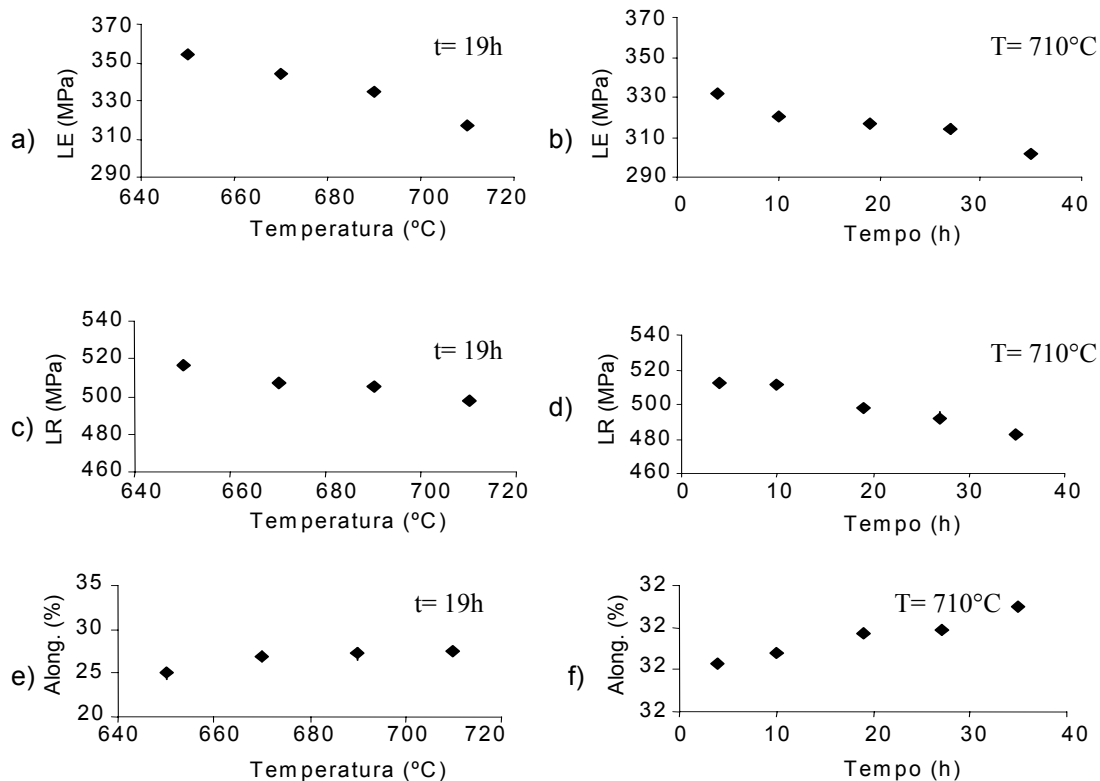 a)
LE (MPa)
370
350
330
310
290
t= 19h
640 660 680 700 720
Temperatura (ºC)
b)
LE (MPa)
370
350
330
310
290
T= 710°C
0 10 20 30 40
Tempo (h)
c)
LR (MPa)
540
520
500
480
460
t= 19h
640 660 680 700 720
Temperatura (ºC)
d)
LR (MPa)
540
520
500
480
460
T= 710°C
0 10 20 30 40
Tempo (h)
e)
Along. (%)
35
30
25
20
t= 19h
640 660 680 700 720
Temperatura (ºC)
f)
Along. (%)
32
32
32
32
T= 710°C
0 10 20 30 40
Tempo (h)